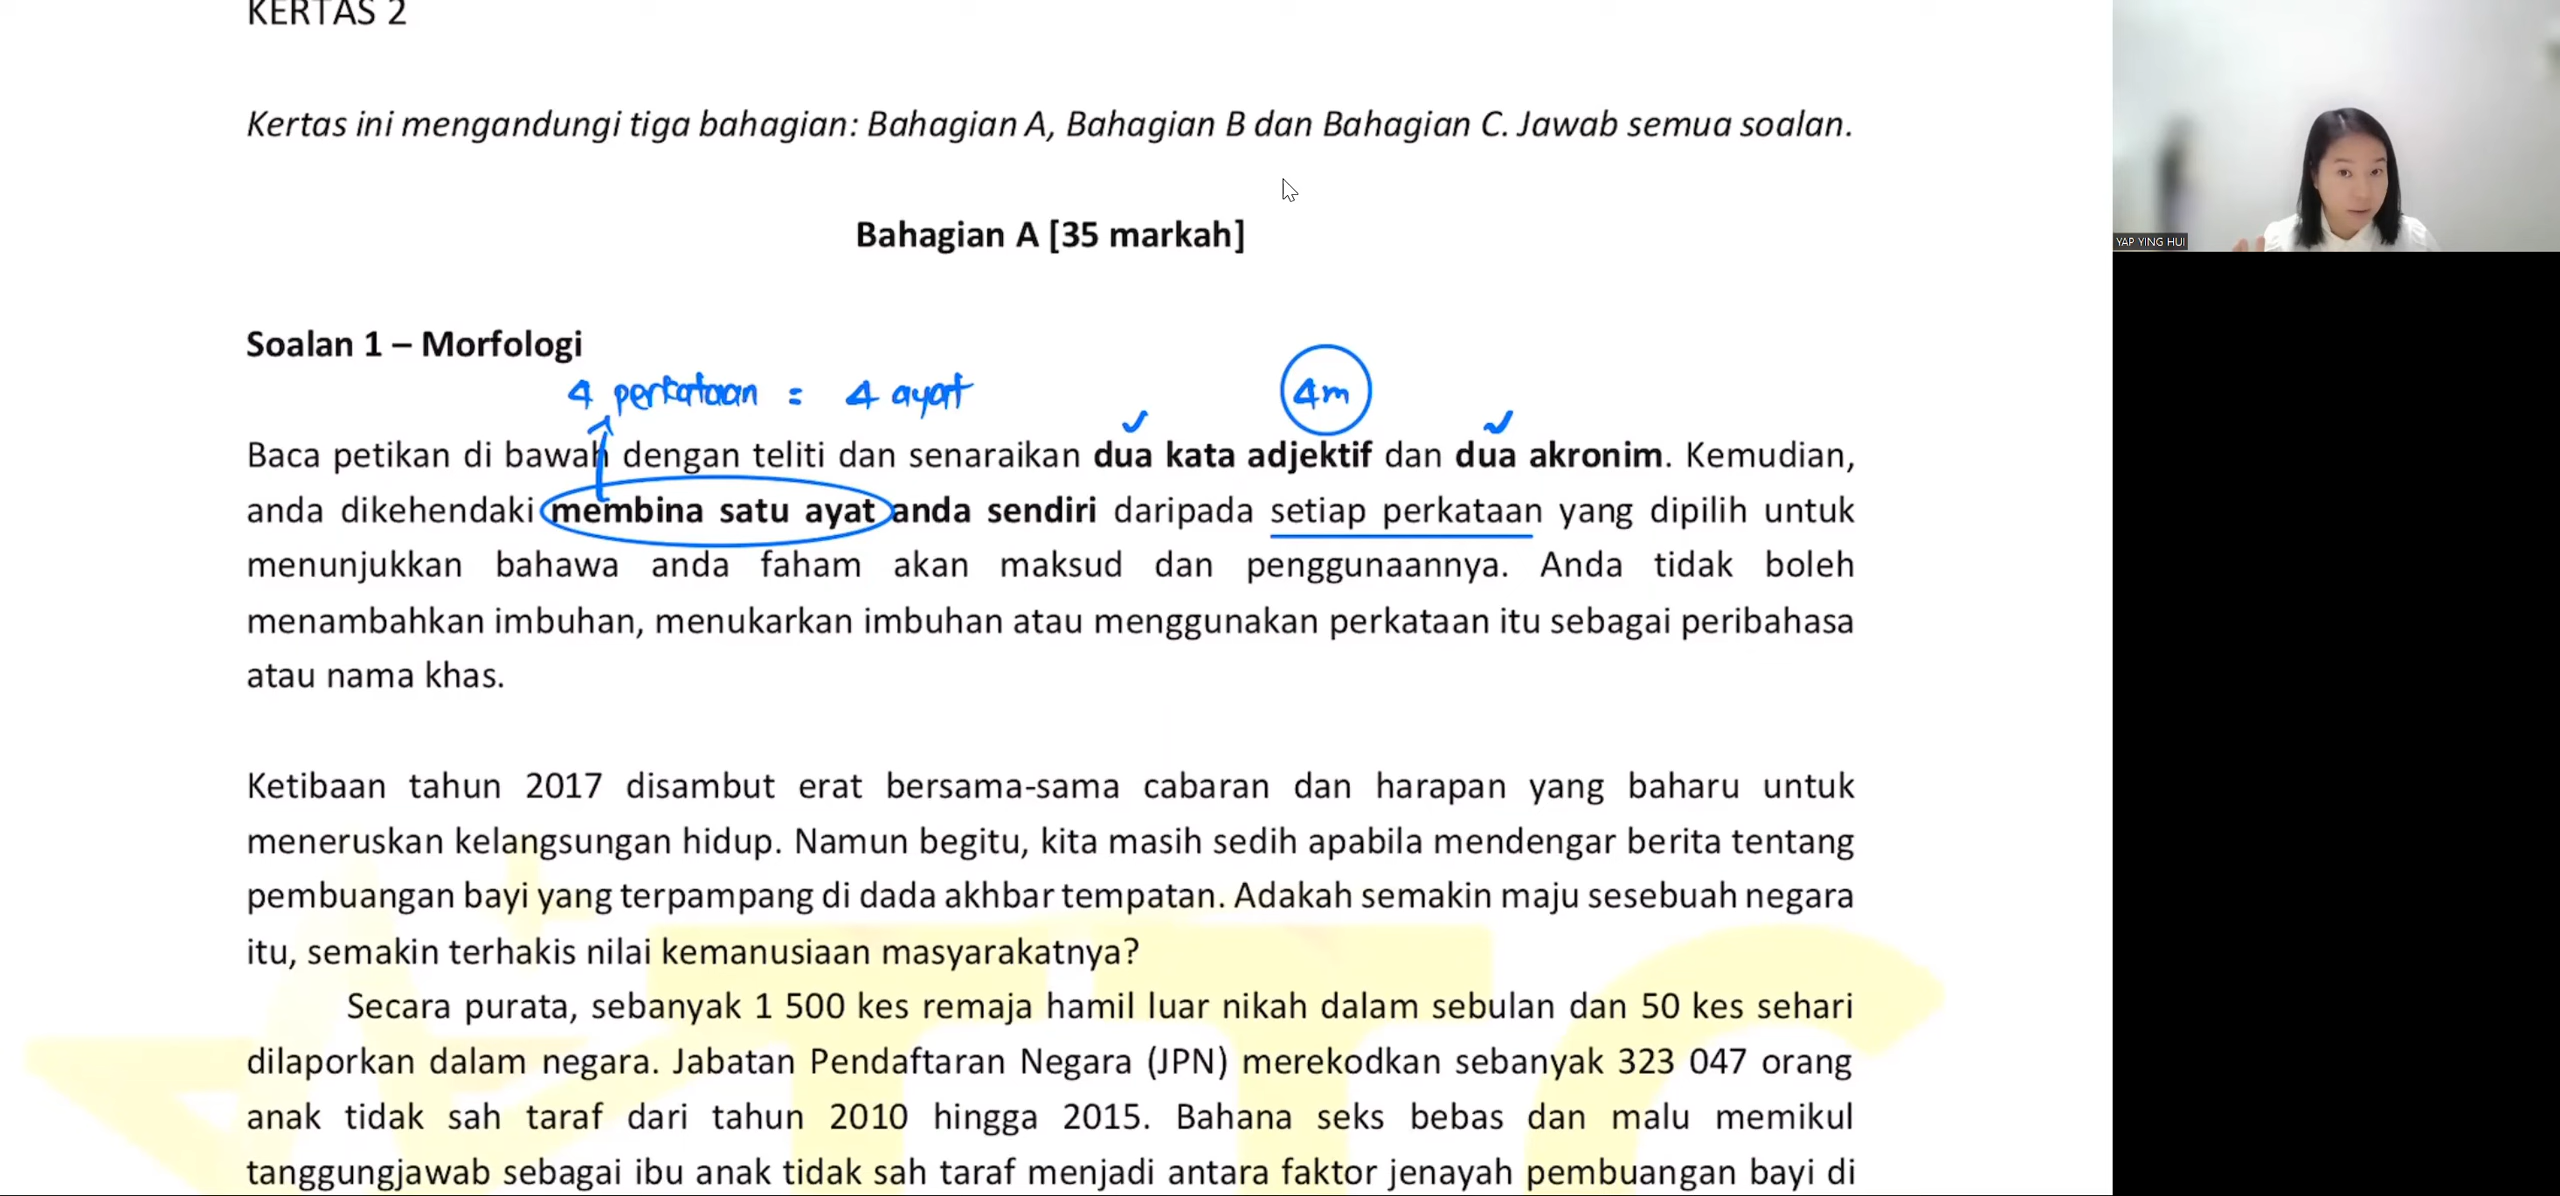 KERTAS 2
Kertas ini mengandungi tiga bahagian: Bahagian A, Bahagian B dan Bahagian C. Jawab semua soalan.
YAP YING HUI
Bahagian A [35 markah]
Soalan 1 – Morfologi
4 perkataan = 4 ayat
4m
Baca petikan di bawah dengan teliti dan senaraikan dua kata adjektif dan dua akronim. Kemudian,
anda dikehendaki membina satu ayat anda sendiri daripada setiap perkataan yang dipilih untuk
menunjukkan bahawa anda faham akan maksud dan penggunaannya. Anda tidak boleh
menambahkan imbuhan, menukarkan imbuhan atau menggunakan perkataan itu sebagai peribahasa
atau nama khas.
Ketibaan tahun 2017 disambut erat bersama-sama cabaran dan harapan yang baharu untuk
meneruskan kelangsungan hidup. Namun begitu, kita masih sedih apabila mendengar berita tentang
pembuangan bayi yang terpampang di dada akhbar tempatan. Adakah semakin maju sesebuah negara
itu, semakin terhakis nilai kemanusiaan masyarakatnya?
Secara purata, sebanyak 1 500 kes remaja hamil luar nikah dalam sebulan dan 50 kes sehari
dilaporkan dalam negara. Jabatan Pendaftaran Negara (JPN) merekodkan sebanyak 323 047 orang
anak tidak sah taraf dari tahun 2010 hingga 2015. Bahana seks bebas dan malu memikul
tanggungjawab sebagai ibu anak tidak sah taraf menjadi antara faktor jenayah pembuangan bayi di